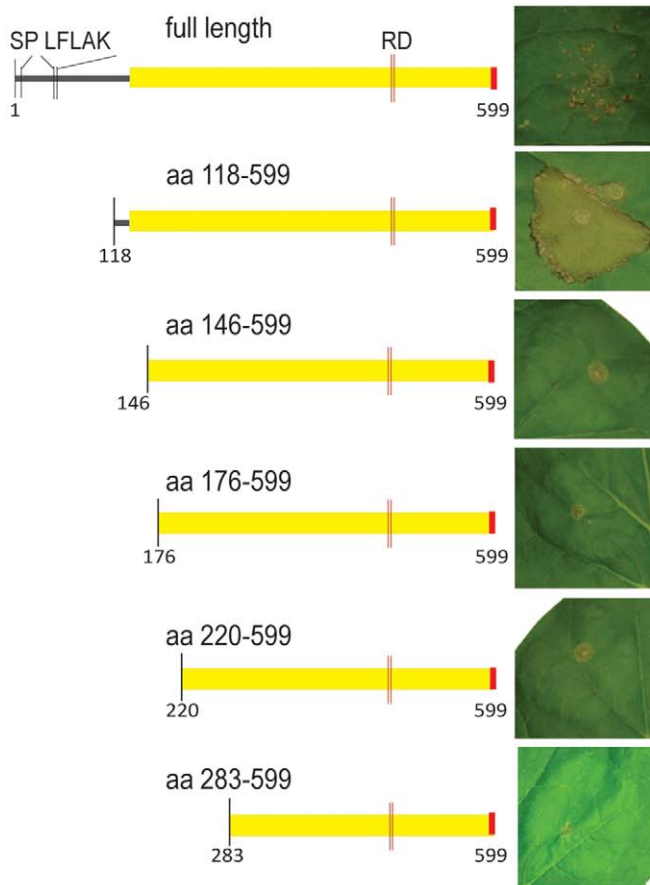 full length
SP LFLAK RD
1 599
aa 118-599
118 599
aa 146-599
146 599
aa 176-599
176 599
aa 220-599
220 599
aa 283-599
283 599